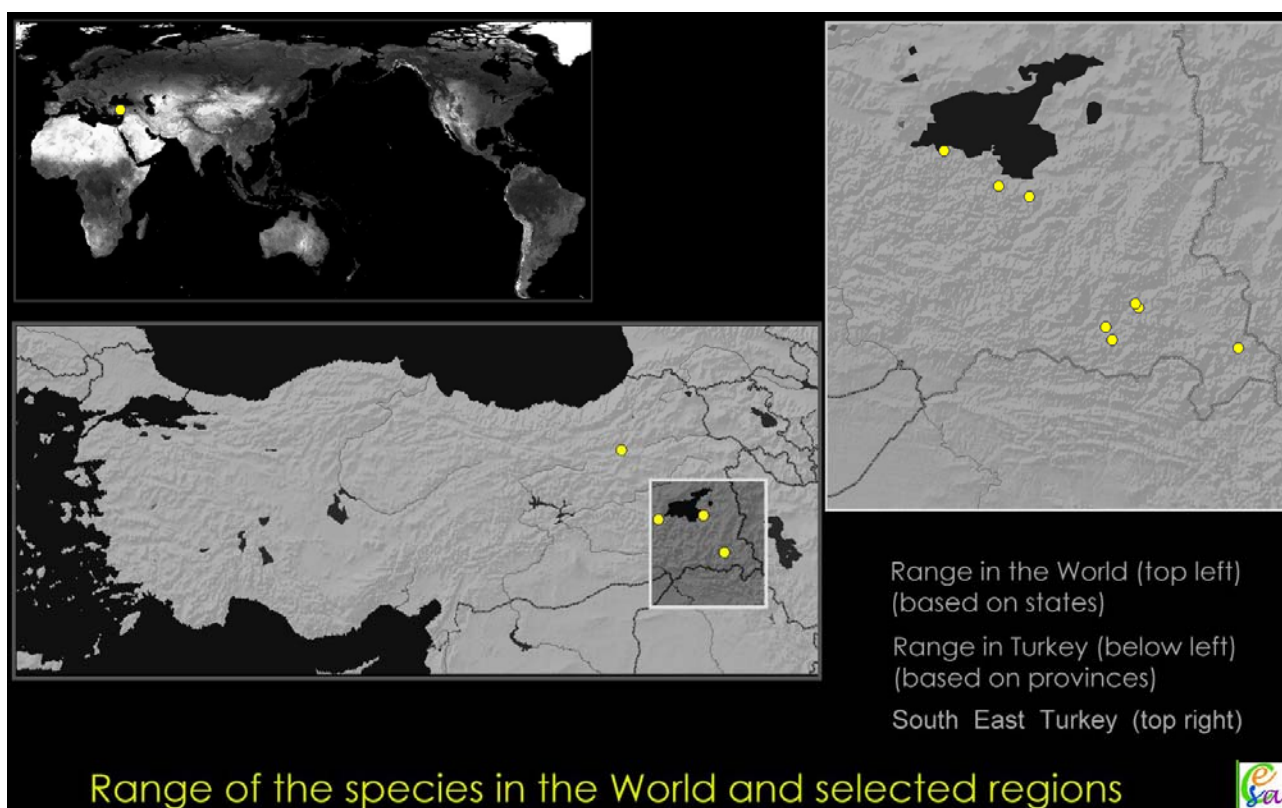 Range in the World (top left)
(based on states)
Range in Turkey (below left)
(based on provinces)
South East Turkey (top right)
Range of the species in the World and selected regions